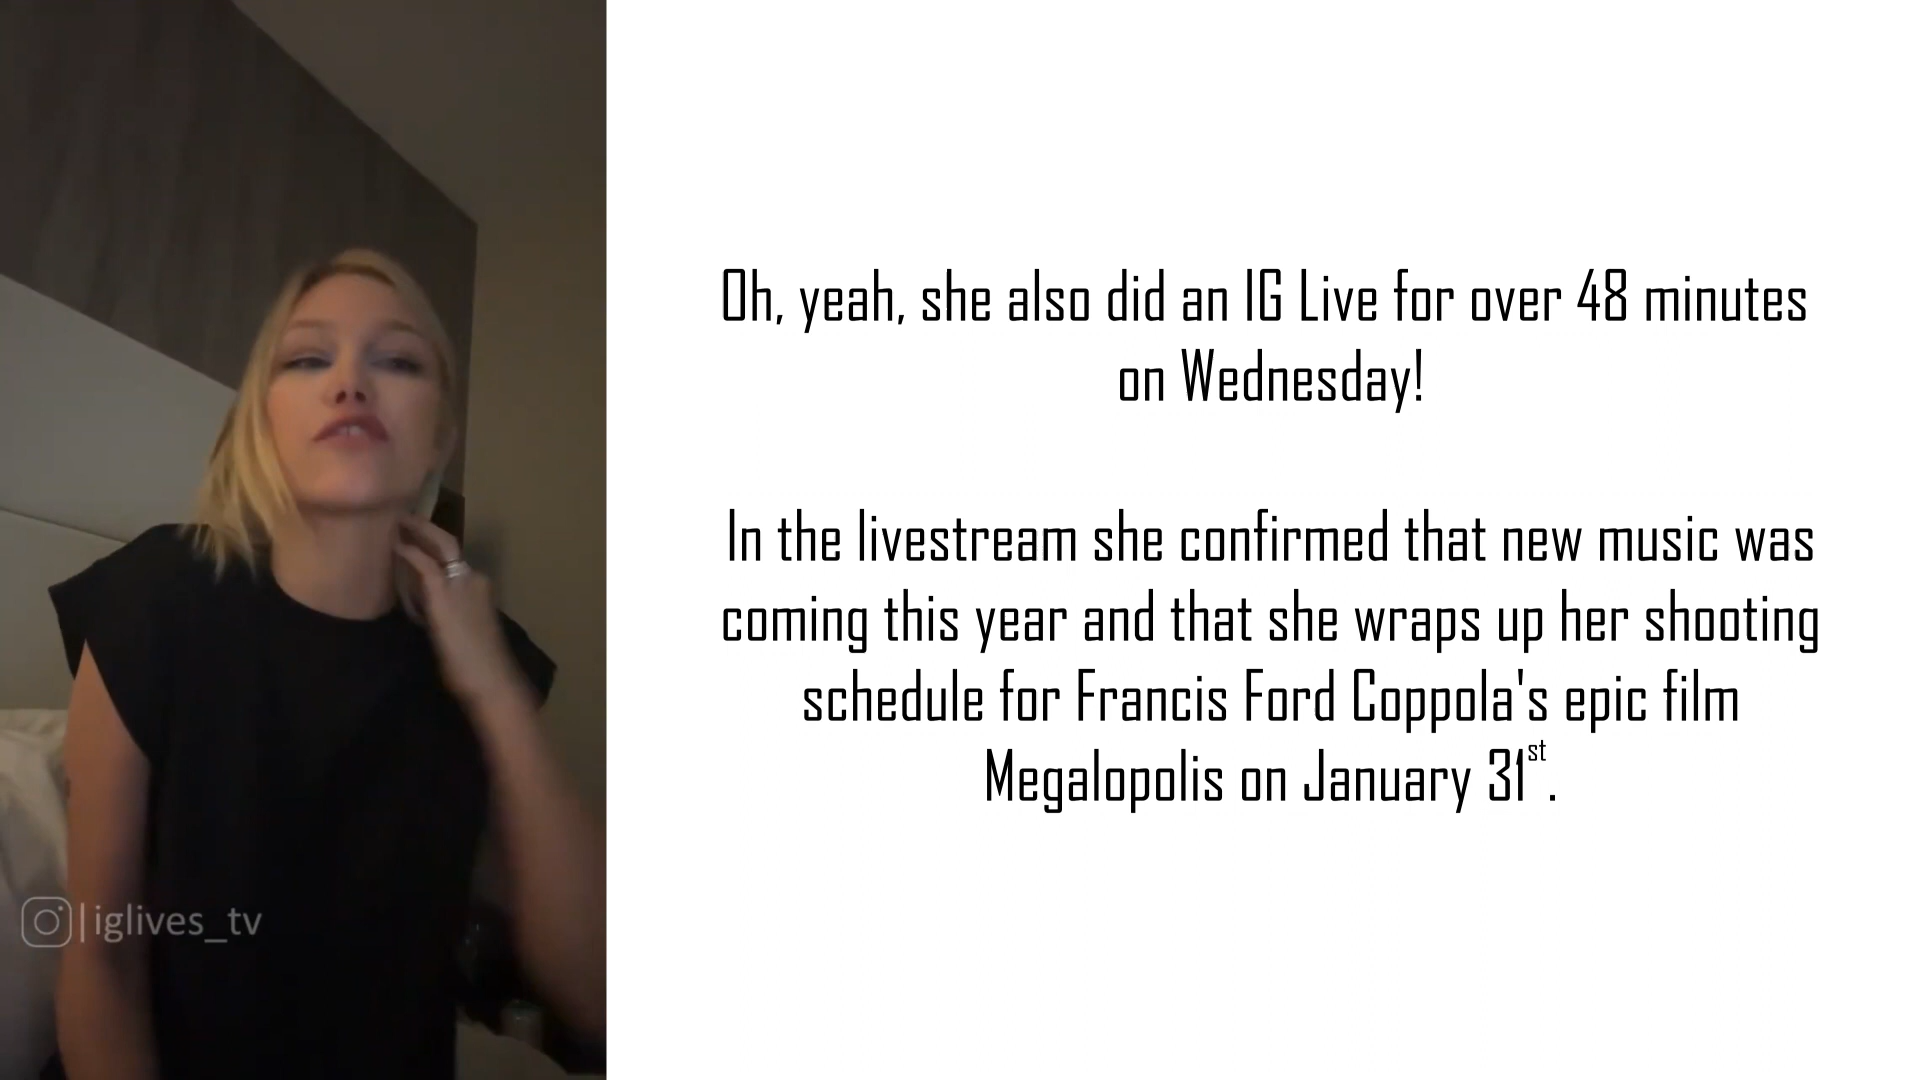 Oh, yeah, she also did an IG Live for over 48 minutes
on Wednesday!
In the livestream she confirmed that new music was
coming this year and that she wraps up her shooting
schedule for Francis Ford Coppola's epic film
Megalopolis on January 31st.
|iglives_tv